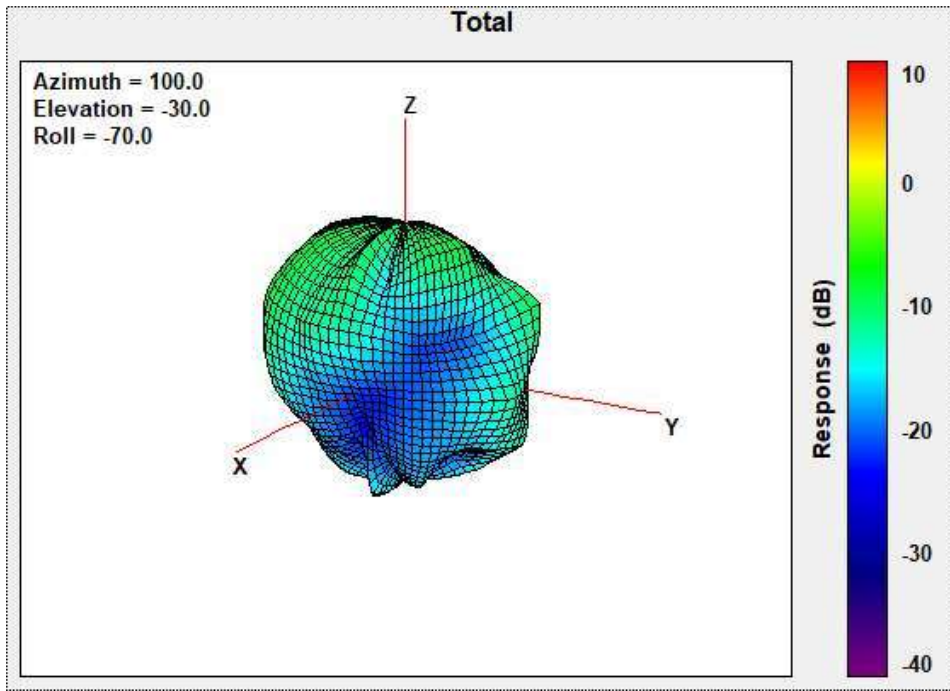 Total
Azimuth = 100.0
Elevation = -30.0
Roll = -70.0
Z
X
Y
10
0
-10
-20
-30
-40
Response (dB)